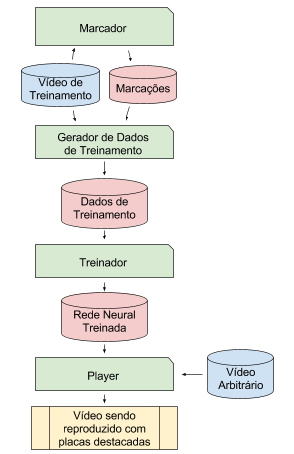 Marcador
Vídeo de
Treinamento
Marcações
Gerador de Dados
de Treinamento
Dados de
Treinamento
Treinador
Rede Neural
Treinada
Player
Vídeo
Arbitrário
Vídeo sendo
reproduzido com
placas destacadas